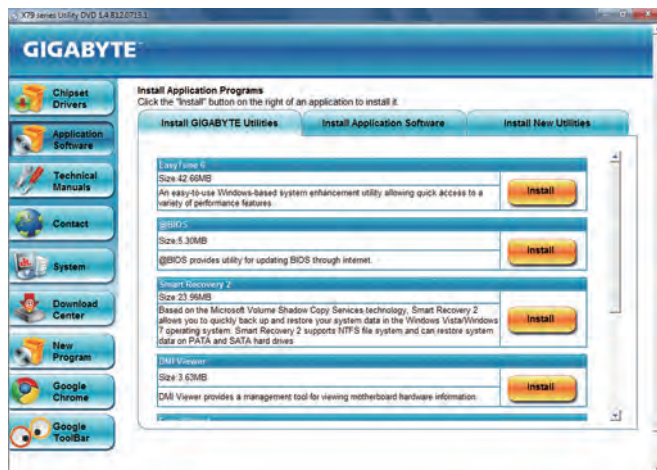 X79 series Utility DVD 1.4 B12.0715.1
GIGABYTE
Chipset
Drivers
Application
Software
Technical
Manuals
Contact
System
Download
Center
New
Program
Google
Chrome
Google
ToolBar
Install Application Programs
Click the "Install" button on the right of an application to install it.
Install GIGABYTE Utilities
Install Application Software
Install New Utilities
EasyTune 6
Size:42.66MB
An easy-to-use Windows-based system enhancement utility allowing quick access to a
variety of performance features.
Install
@BIOS
Size:5.30MB
@BIOS provides utility for updating BIOS through internet.
Install
Smart Recovery 2
Size:23.96MB
Based on the Microsoft Volume Shadow Copy Services technology, Smart Recovery 2
allows you to quickly back up and restore your system data in the Windows Vista/Windows
7 operating system. Smart Recovery 2 supports NTFS file system and can restore system
data on PATA and SATA hard drives
Install
DMI Viewer
Size:3.63MB
DMI Viewer provides a management tool for viewing motherboard hardware information.
Install